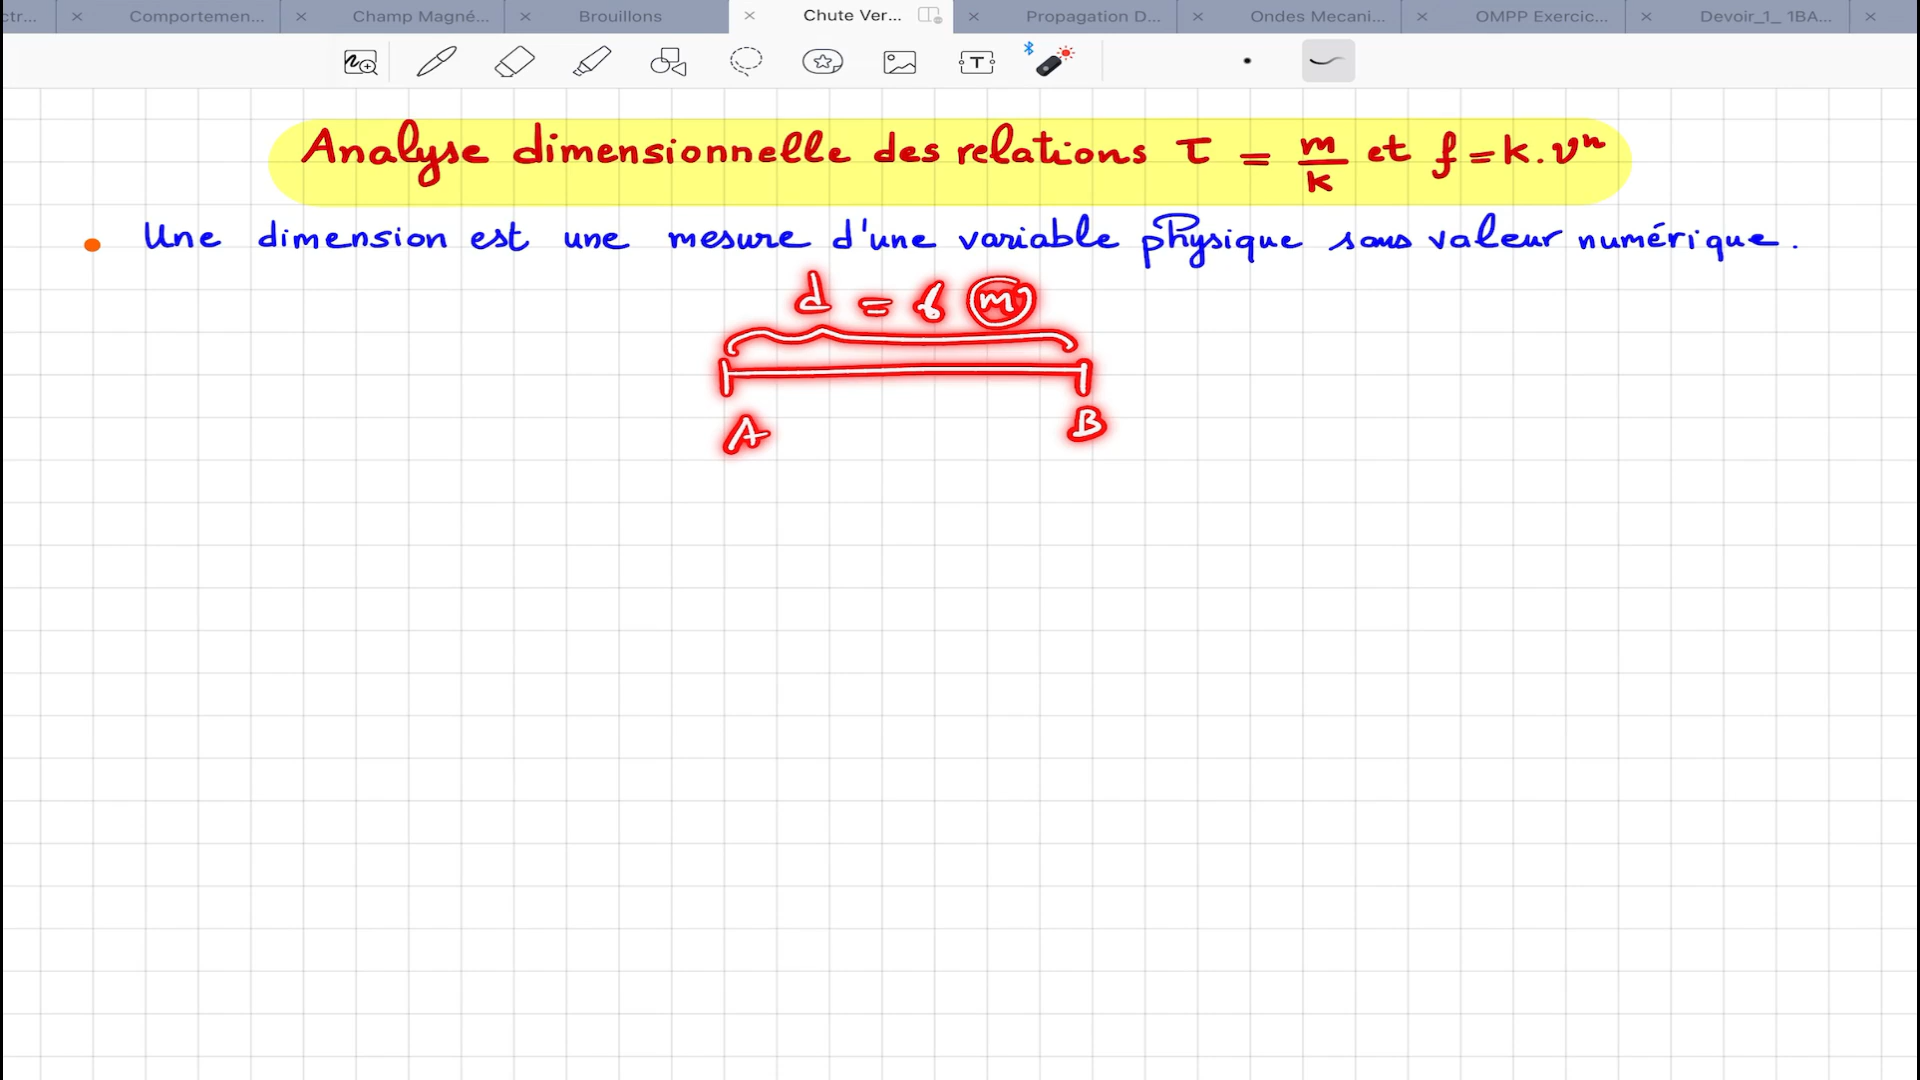 ctr... Comportemen... Champ Magné... Brouillons Chute Ver... Propagation D... Ondes Mecani... OMPP Exercic... Devoir_1_ 1BA...
T
Analyse dimensionnelle des relations τ = m/k et f = k.vⁿ
• Une dimension est une mesure d'une variable physique sans valeur numérique.
d = 6 m
A B